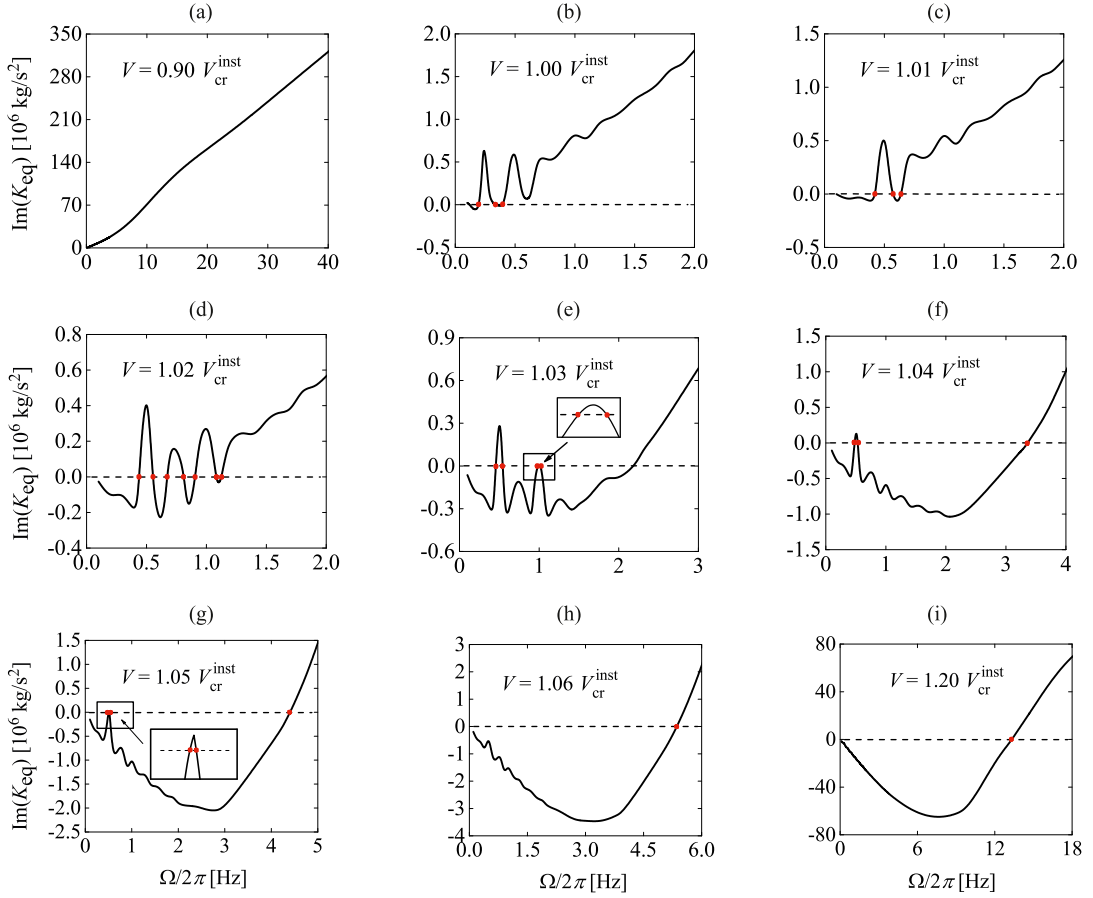 (a)
Im(K_eq) [10^6 kg/s^2]
350
280
210
140
70
0
V = 0.90 V_cr^inst
0 10 20 30 40
(b)
2.0
1.5
1.0
0.5
0.0
-0.5
V = 1.00 V_cr^inst
0.0 0.5 1.0 1.5 2.0
(c)
1.5
1.0
0.5
0.0
-0.5
V = 1.01 V_cr^inst
0.0 0.5 1.0 1.5 2.0
(d)
Im(K_eq) [10^6 kg/s^2]
0.8
0.6
0.4
0.2
0.0
-0.2
-0.4
V = 1.02 V_cr^inst
0.0 0.5 1.0 1.5 2.0
(e)
0.9
0.6
0.3
0.0
-0.3
-0.6
V = 1.03 V_cr^inst
0 1 2 3
(f)
1.5
1.0
0.5
0.0
-0.5
-1.0
-1.5
V = 1.04 V_cr^inst
0 1 2 3 4
(g)
Im(K_eq) [10^6 kg/s^2]
1.5
1.0
0.5
0.0
-0.5
-1.0
-1.5
-2.0
-2.5
V = 1.05 V_cr^inst
0 1 2 3 4 5
Ω/2π [Hz]
(h)
3
2
1
0
-1
-2
-3
-4
V = 1.06 V_cr^inst
0.0 1.5 3.0 4.5 6.0
Ω/2π [Hz]
(i)
80
40
0
-40
-80
V = 1.20 V_cr^inst
0 6 12 18
Ω/2π [Hz]